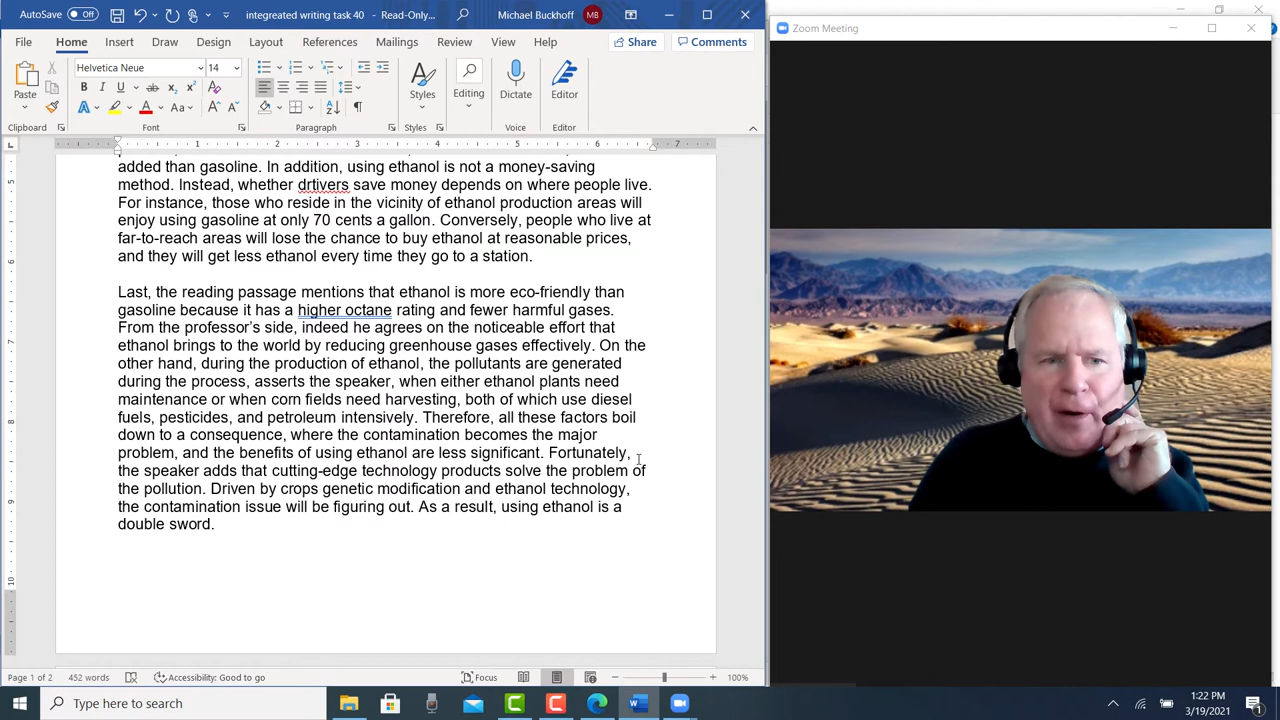 AutoSave Off integrated writing task 40 - Read-Only... Michael Buckhoff MB
Zoom Meeting
File Home Insert Draw Design Layout References Mailings Review View Help Share Comments
Helvetica Neue 14
Paste Styles Editing Dictate Editor
Clipboard Font Paragraph Styles Voice Editor
1 2 3 4 5 6 7
added than gasoline. In addition, using ethanol is not a money-saving
method. Instead, whether drtivers save money depends on where people live.
For instance, those who reside in the vicinity of ethanol production areas will
enjoy using gasoline at only 70 cents a gallon. Conversely, people who live at
far-to-reach areas will lose the chance to buy ethanol at reasonable prices,
and they will get less ethanol every time they go to a station.
Last, the reading passage mentions that ethanol is more eco-friendly than
gasoline because it has a higher octane rating and fewer harmful gases.
From the professor's side, indeed he agrees on the noticeable effort that
ethanol brings to the world by reducing greenhouse gases effectively. On the
other hand, during the production of ethanol, the pollutants are generated
during the process, asserts the speaker, when either ethanol plants need
maintenance or when corn fields need harvesting, both of which use diesel
fuels, pesticides, and petroleum intensively. Therefore, all these factors boil
down to a consequence, where the contamination becomes the major
problem, and the benefits of using ethanol are less significant. Fortunately,
the speaker adds that cutting-edge technology products solve the problem of
the pollution. Driven by crops genetic modification and ethanol technology,
the contamination issue will be figuring out. As a result, using ethanol is a
double sword.
Page 1 of 2 452 words Accessibility: Good to go Focus 100%
Type here to search
1:22 PM
3/19/2021